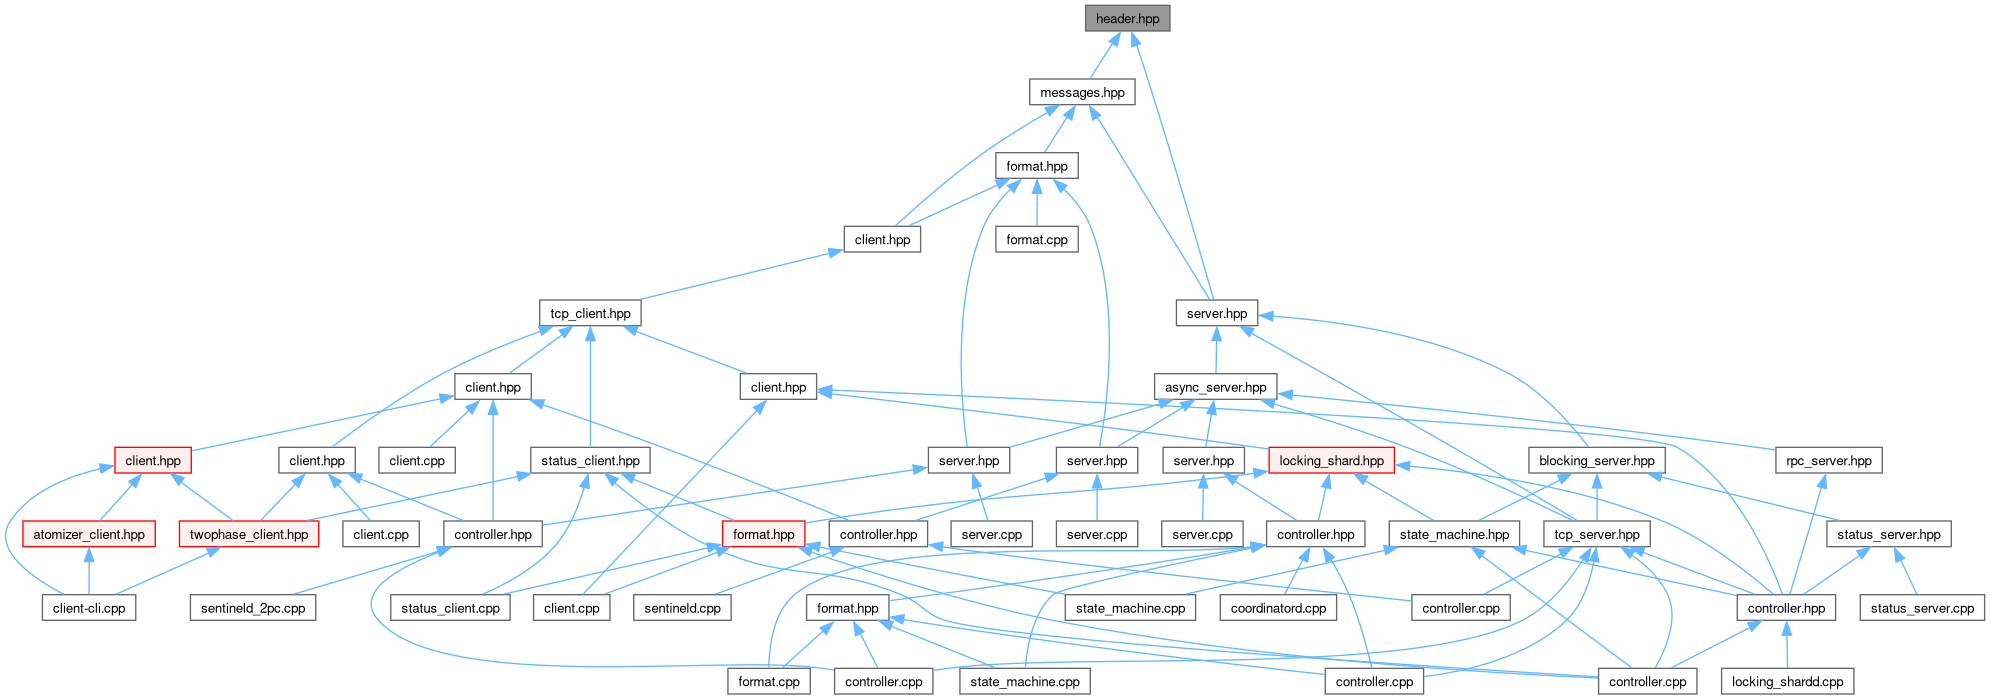 header.hpp
messages.hpp
format.hpp
client.hpp
format.cpp
tcp_client.hpp
server.hpp
client.hpp
client.hpp
async_server.hpp
client.hpp
client.hpp
client.cpp
status_client.hpp
server.hpp
server.hpp
server.hpp
locking_shard.hpp
blocking_server.hpp
rpc_server.hpp
atomizer_client.hpp
twophase_client.hpp
client.cpp
controller.hpp
format.hpp
controller.hpp
server.cpp
server.cpp
server.cpp
controller.hpp
state_machine.hpp
tcp_server.hpp
status_server.hpp
client-cli.cpp
sentineld_2pc.cpp
status_client.cpp
client.cpp
sentineld.cpp
format.hpp
state_machine.cpp
coordinatord.cpp
controller.cpp
controller.hpp
status_server.cpp
format.cpp
controller.cpp
state_machine.cpp
controller.cpp
controller.cpp
locking_shardd.cpp